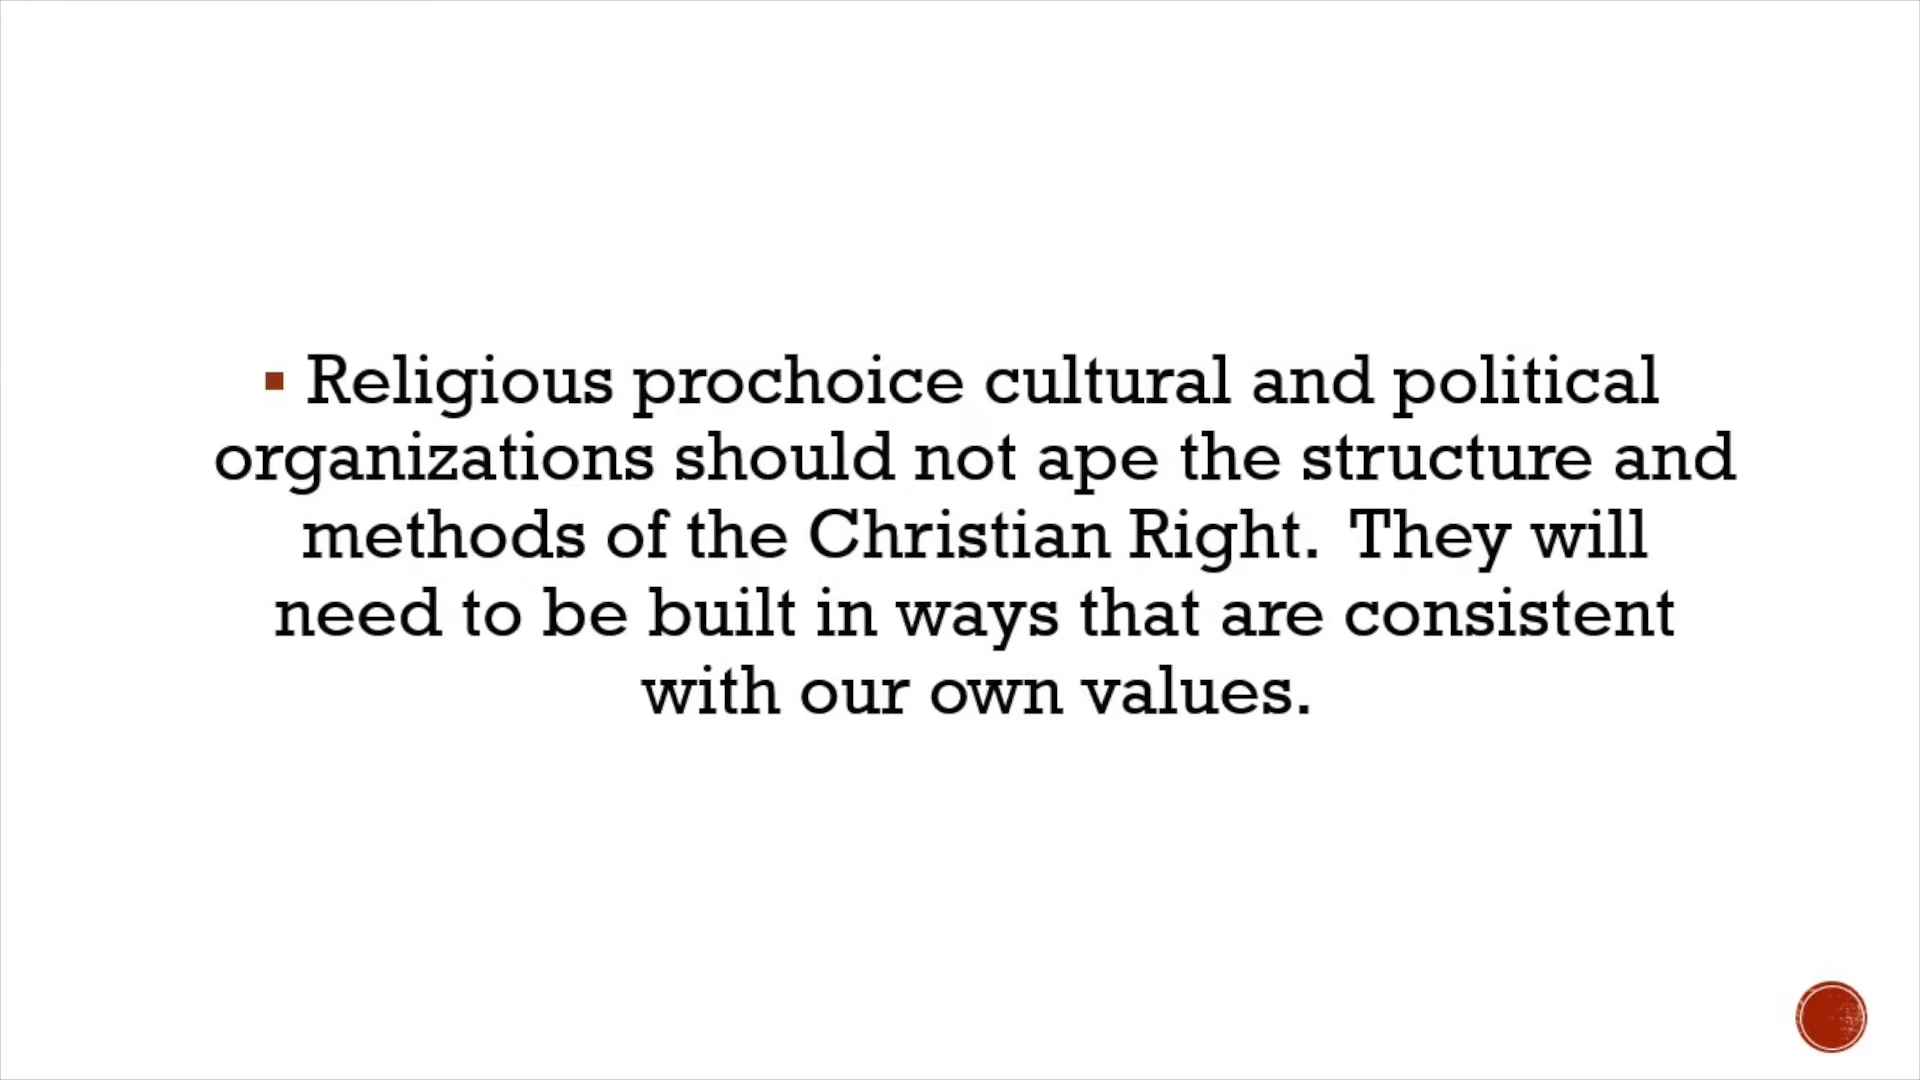 ▪ Religious prochoice cultural and political
organizations should not ape the structure and
methods of the Christian Right.  They will
need to be built in ways that are consistent
with our own values.